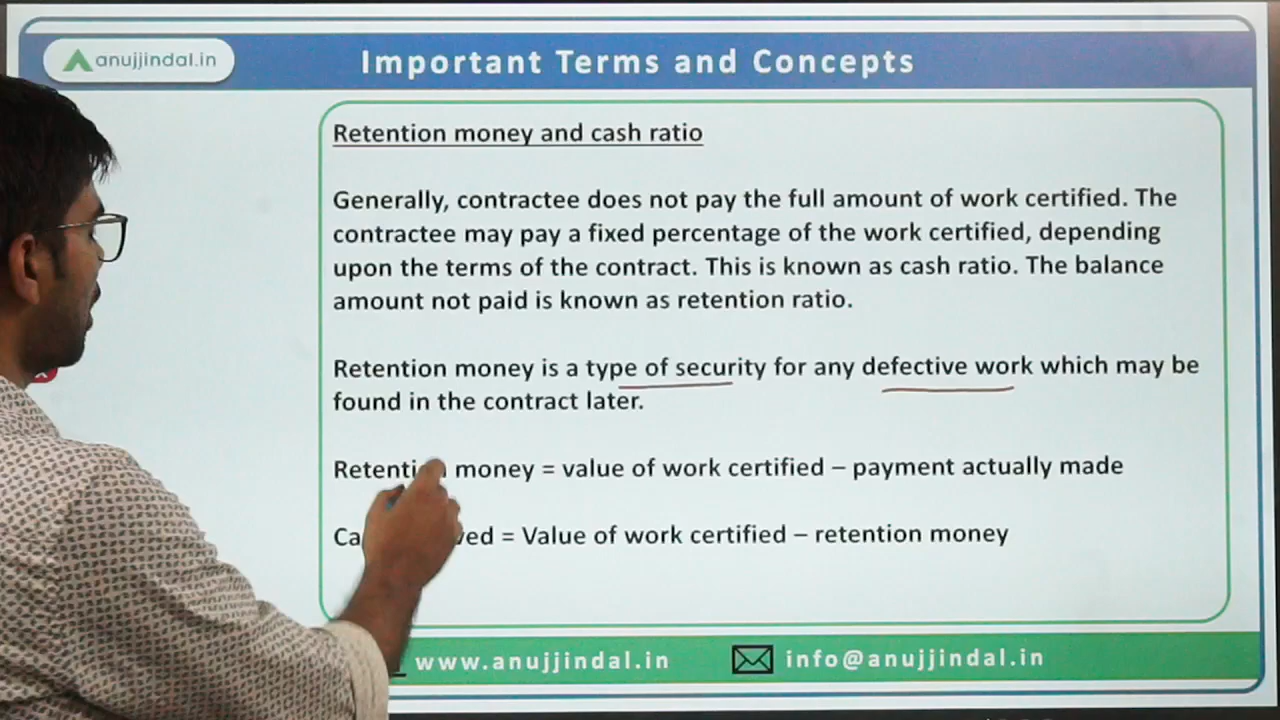 anujjindal.in
Important Terms and Concepts
Retention money and cash ratio
Generally, contractee does not pay the full amount of work certified. The
contractee may pay a fixed percentage of the work certified, depending
upon the terms of the contract. This is known as cash ratio. The balance
amount not paid is known as retention ratio.
Retention money is a type of security for any defective work which may be
found in the contract later.
money = value of work certified – payment actually made
= Value of work certified – retention money
www.anujjindal.in
info@anujjindal.in